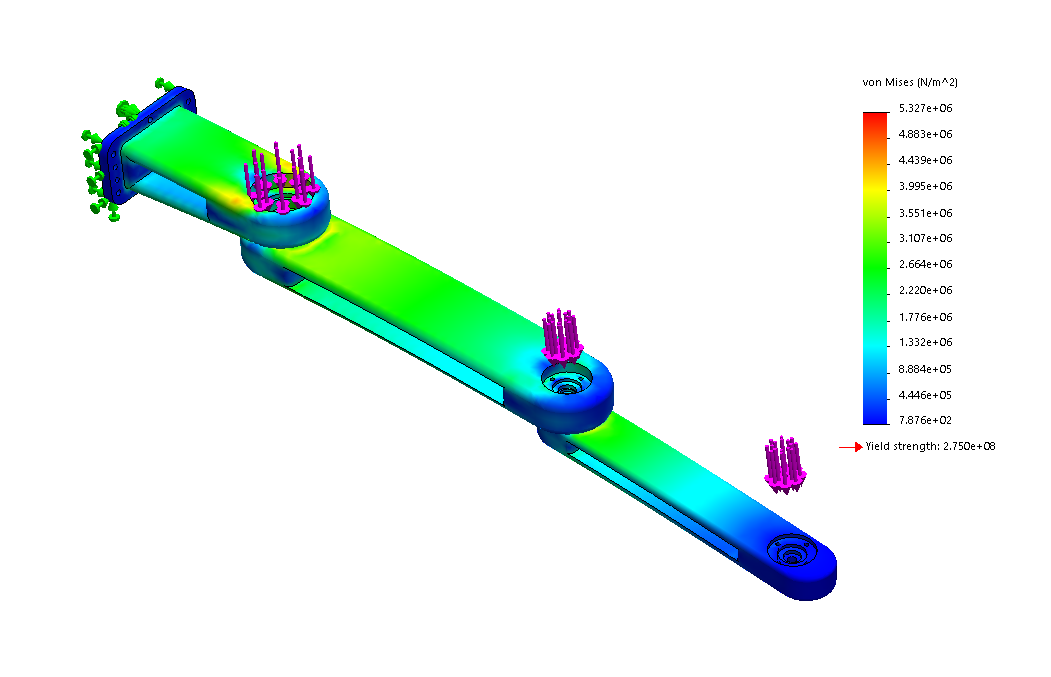 von Mises (N/m^2)
5.327e+06
4.883e+06
4.439e+06
3.995e+06
3.551e+06
3.107e+06
2.664e+06
2.220e+06
1.776e+06
1.332e+06
8.884e+05
4.446e+05
7.876e+02
Yield strength: 2.750e+08